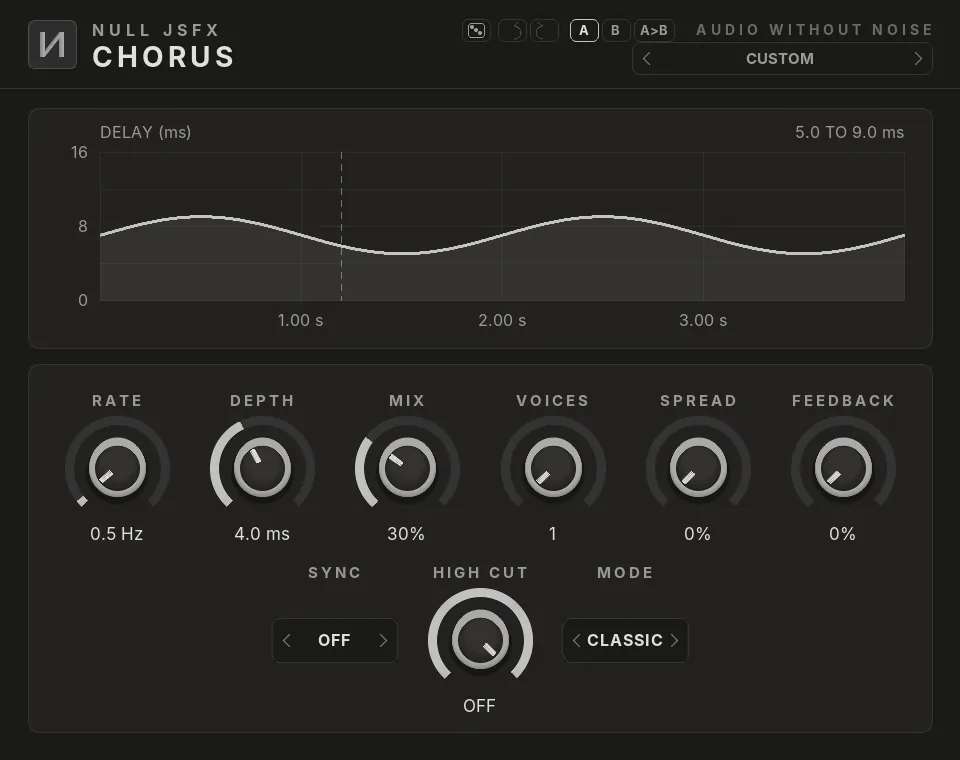 NULL JSFX
CHORUS
A B A>B
AUDIO WITHOUT NOISE
CUSTOM
DELAY (ms)
5.0 TO 9.0 ms
16
8
0
1.00 s 2.00 s 3.00 s
RATE DEPTH MIX VOICES SPREAD FEEDBACK
0.5 Hz 4.0 ms 30% 1 0% 0%
SYNC HIGH CUT MODE
OFF CLASSIC
OFF